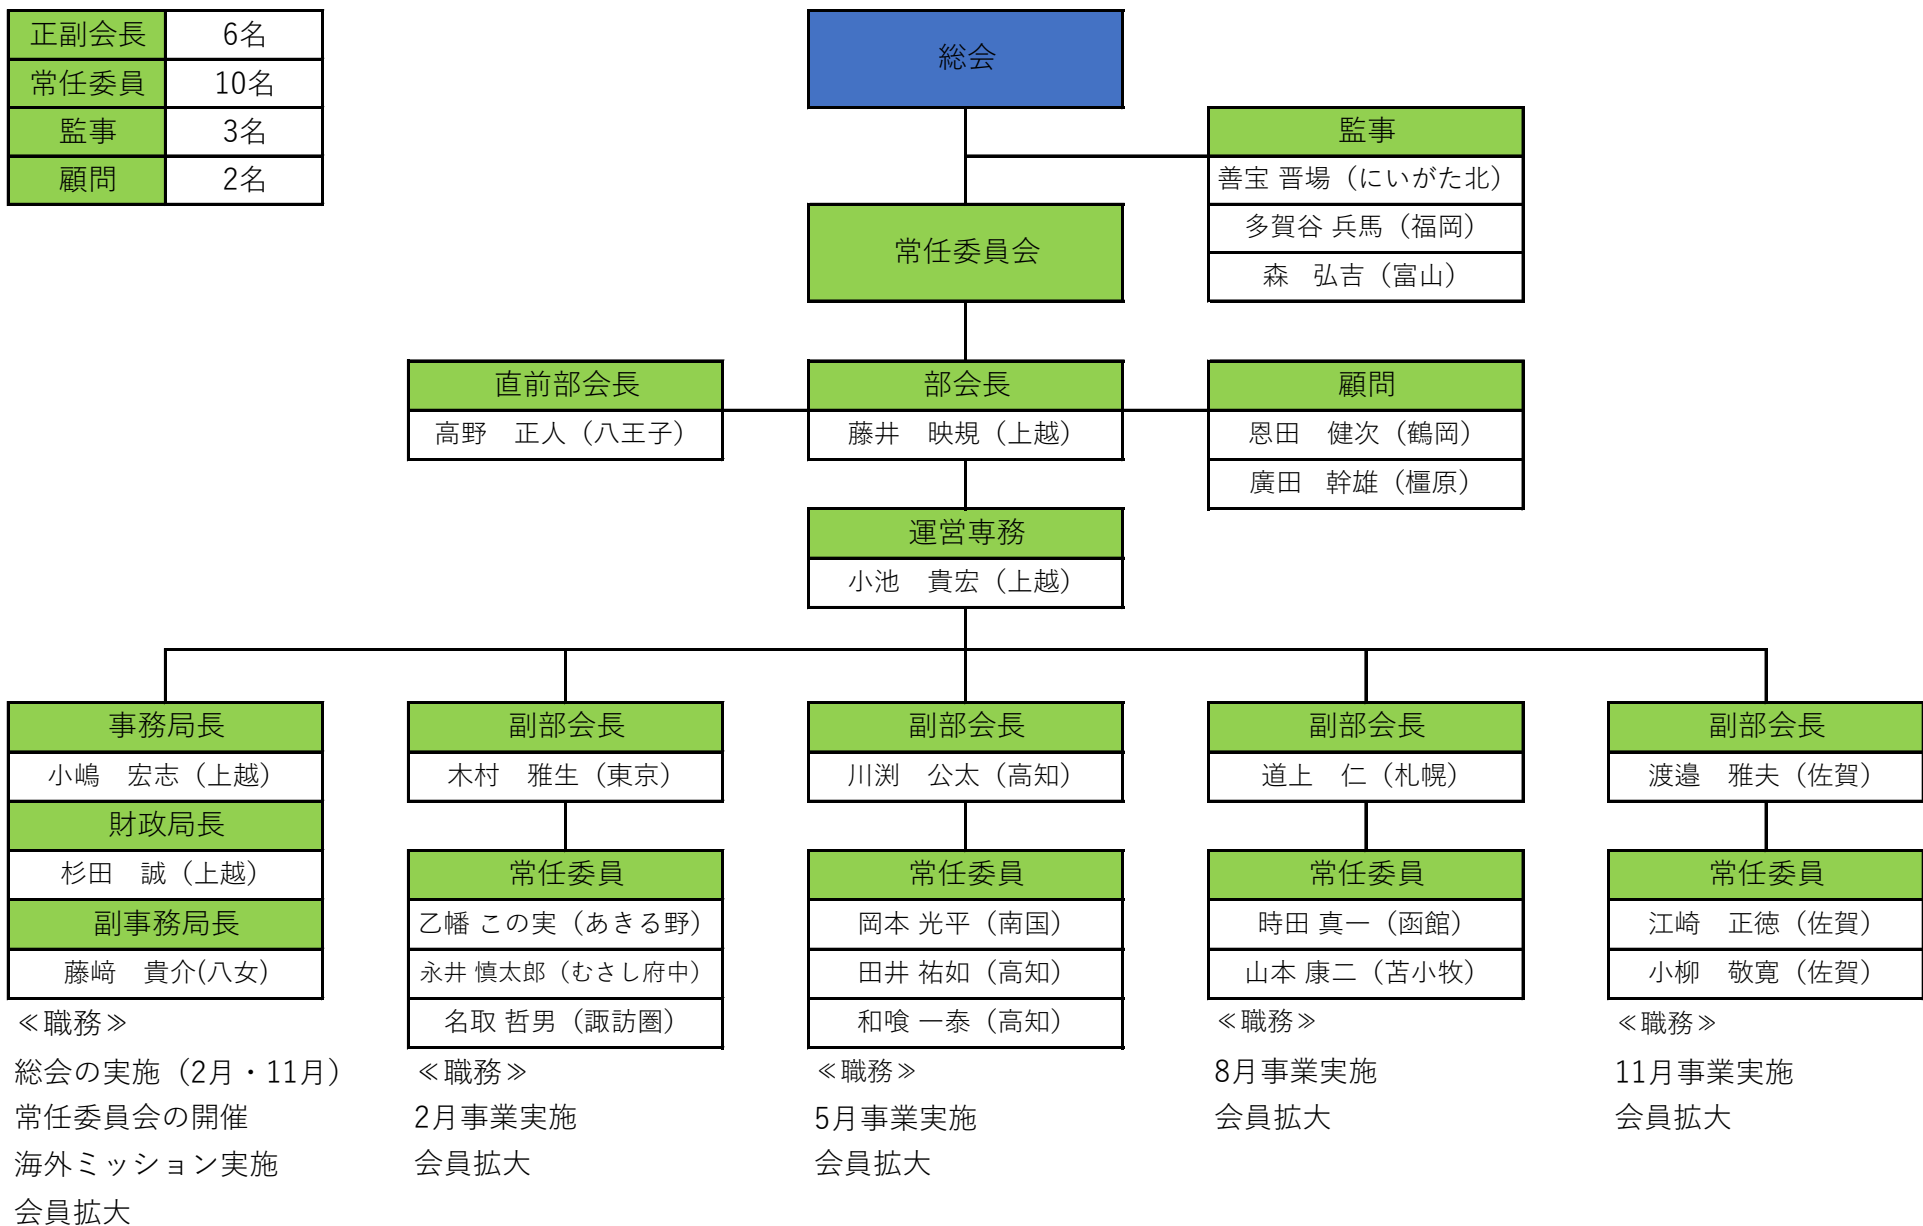 正副会長 6名
常任委員 10名
監事 3名
顧問 2名
総会
監事
善宝 晋場（にいがた北）
多賀谷 兵馬（福岡）
森　弘吉（富山）
常任委員会
直前部会長
高野　正人（八王子）
部会長
藤井　映規（上越）
顧問
恩田　健次（鶴岡）
廣田　幹雄（橿原）
運営専務
小池　貴宏（上越）
事務局長
小嶋　宏志（上越）
財政局長
杉田　誠（上越）
副事務局長
藤﨑　貴介(八女)
≪職務≫
総会の実施（2月・11月）
常任委員会の開催
海外ミッション実施
会員拡大
副部会長
木村　雅生（東京）
常任委員
乙幡 この実（あきる野）
永井 慎太郎（むさし府中）
名取 哲男（諏訪圏）
≪職務≫
2月事業実施
会員拡大
副部会長
川渕　公太（高知）
常任委員
岡本 光平（南国）
田井 祐如（高知）
和喰 一泰（高知）
≪職務≫
5月事業実施
会員拡大
副部会長
道上　仁（札幌）
常任委員
時田 真一（函館）
山本 康二（苫小牧）
≪職務≫
8月事業実施
会員拡大
副部会長
渡邉　雅夫（佐賀）
常任委員
江崎　正徳（佐賀）
小柳　敬寛（佐賀）
≪職務≫
11月事業実施
会員拡大